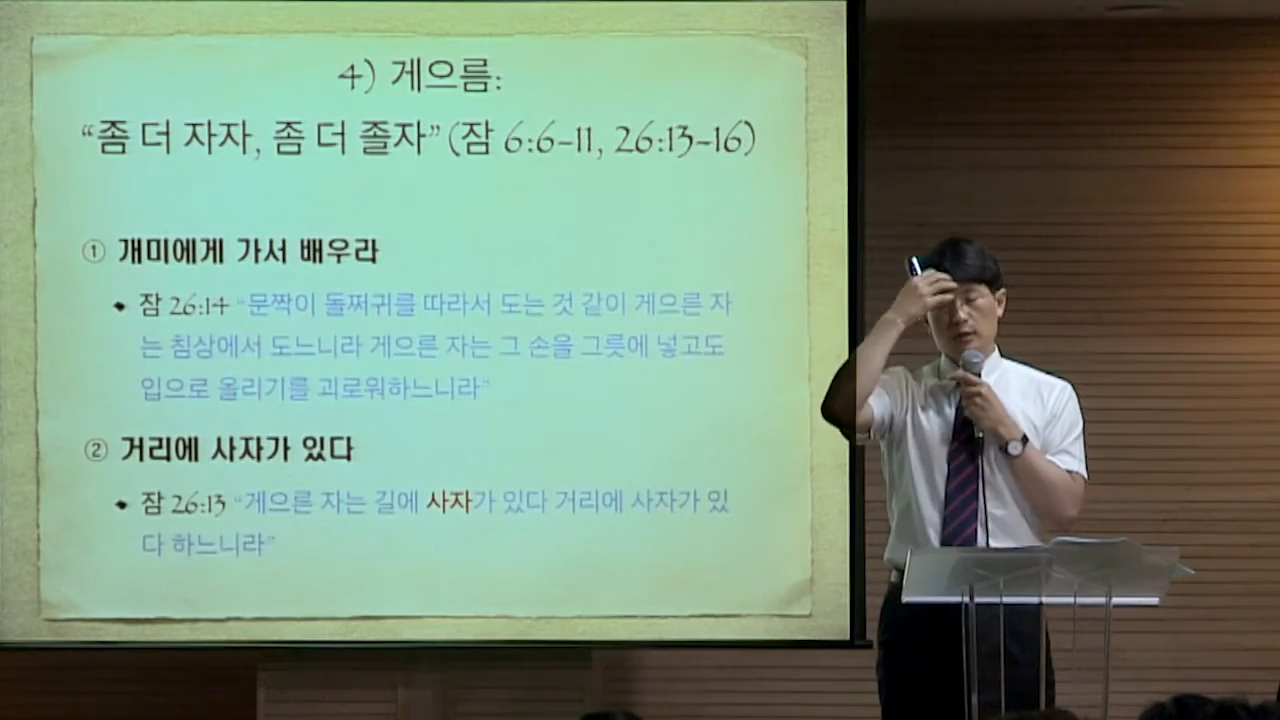 4) 게으름:
“좀 더 자자, 좀 더 졸자” (잠 6:6-11, 26:13-16)
① 개미에게 가서 배우라
잠 26:14 “문짝이 돌쩌귀를 따라서 도는 것 같이 게으른 자
는 침상에서 도느니라 게으른 자는 그 손을 그릇에 넣고도
입으로 올리기를 괴로워하느니라”
② 거리에 사자가 있다
잠 26:13 “게으른 자는 길에 사자가 있다 거리에 사자가 있
다 하느니라”